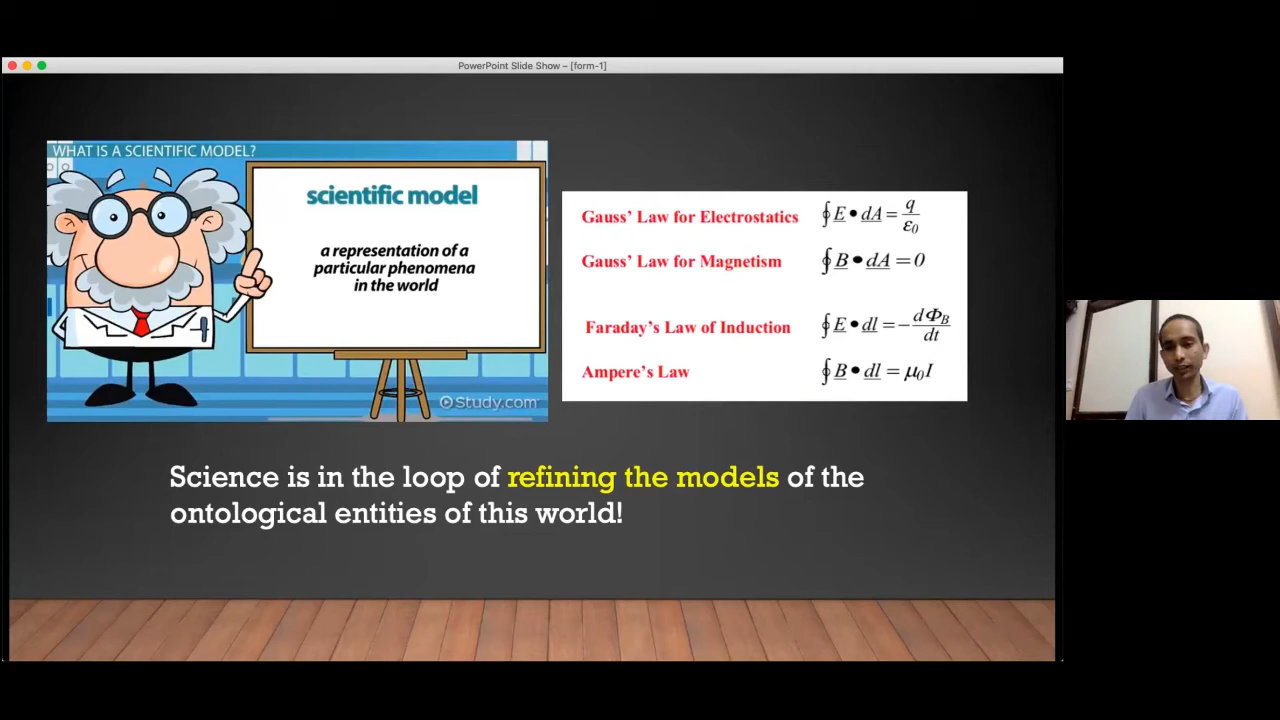 PowerPoint Slide Show – [form-1]
WHAT IS A SCIENTIFIC MODEL?
scientific model
a representation of a
particular phenomena
in the world
Study.com
Gauss’ Law for Electrostatics ∮E • dA = q/ε₀
Gauss’ Law for Magnetism ∮B • dA = 0
Faraday’s Law of Induction ∮E • dl = − dΦ_B/dt
Ampere’s Law ∮B • dl = μ₀I
Science is in the loop of refining the models of the
ontological entities of this world!